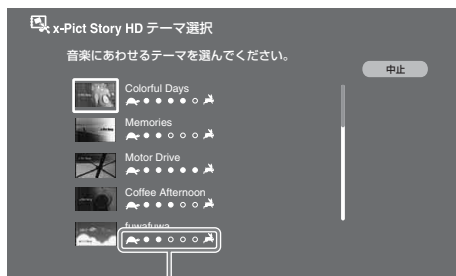 x-Pict Story HD テーマ選択
音楽にあわせるテーマを選んでください。
中止
Colorful Days
Memories
Motor Drive
Coffee Afternoon
fuwafuwa